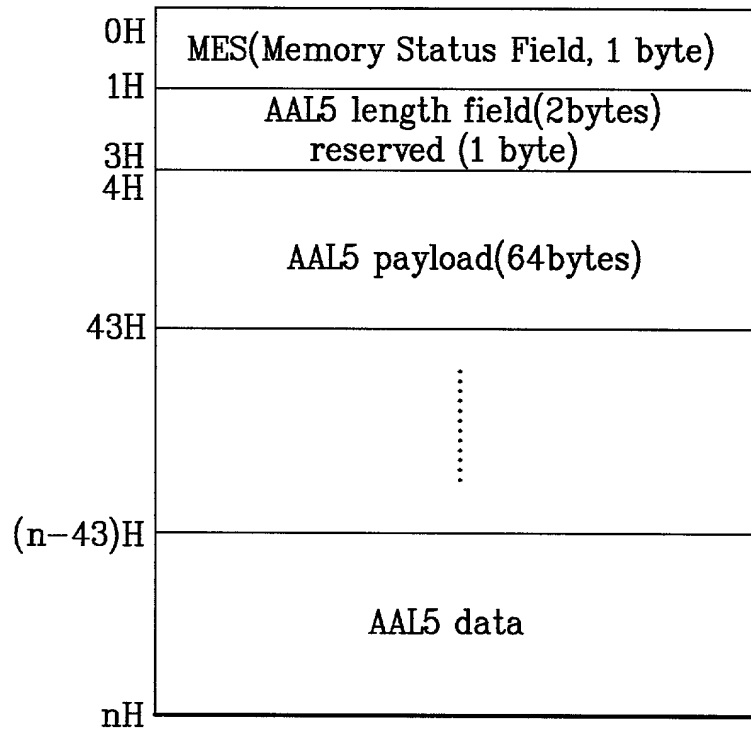 0H
MES(Memory Status Field, 1 byte)
1H
AAL5 length field(2bytes)
reserved (1 byte)
3H
4H
AAL5 payload(64bytes)
43H
(n-43)H
AAL5 data
nH